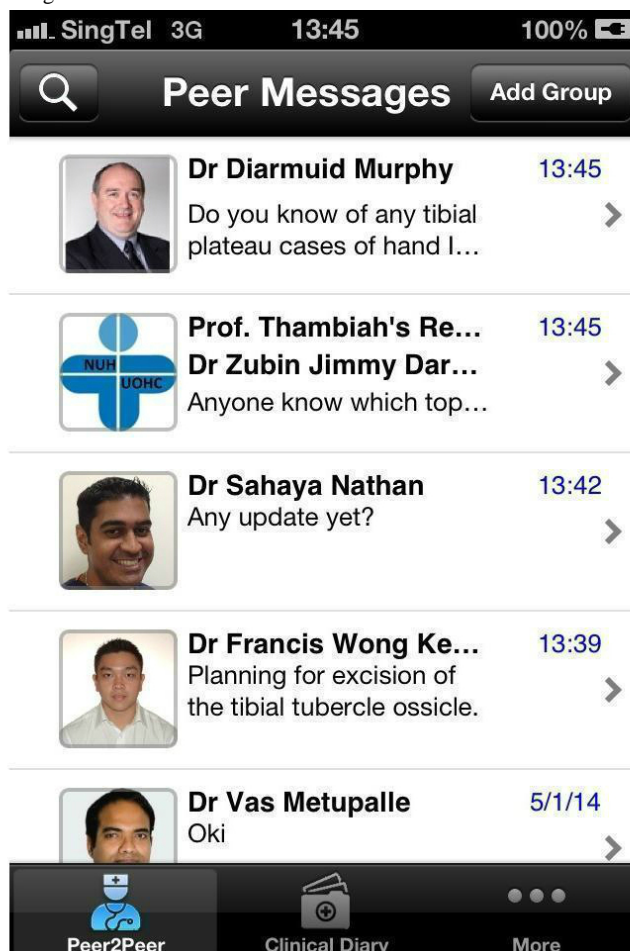 SingTel 3G 13:45 100%
Peer Messages Add Group
Dr Diarmuid Murphy 13:45
Do you know of any tibial
plateau cases of hand I...
Prof. Thambiah's Re... 13:45
Dr Zubin Jimmy Dar...
Anyone know which top...
NUH
UOHC
Dr Sahaya Nathan 13:42
Any update yet?
Dr Francis Wong Ke... 13:39
Planning for excision of
the tibial tubercle ossicle.
Dr Vas Metupalle 5/1/14
Oki
Peer2Peer Clinical Diary More